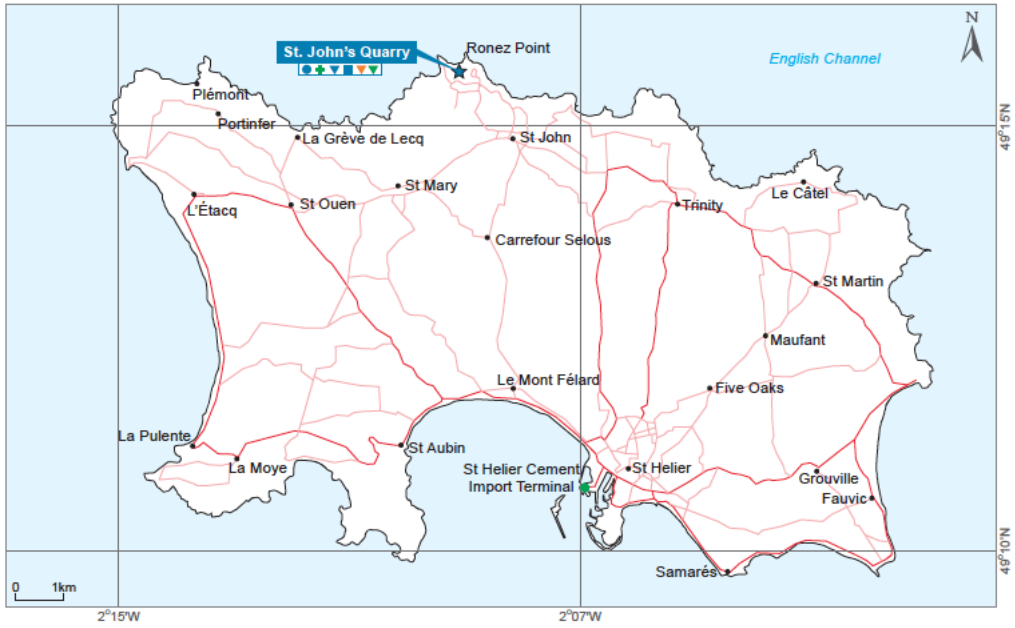 N
Ronez Point
St. John's Quarry
English Channel
Plémont
Portinfer
49°15'N
La Grève de Lecq
St John
St Mary
Le Câtel
L'Étacq
St Ouen
Trinity
Carrefour Selous
St Martin
Maufant
Le Mont Félard
Five Oaks
La Pulente
St Aubin
La Moye
St Helier Cement
Import Terminal
St Helier
Grouville
Fauvic
49°10'N
Samarés
0 1km
2°15'W
2°07'W